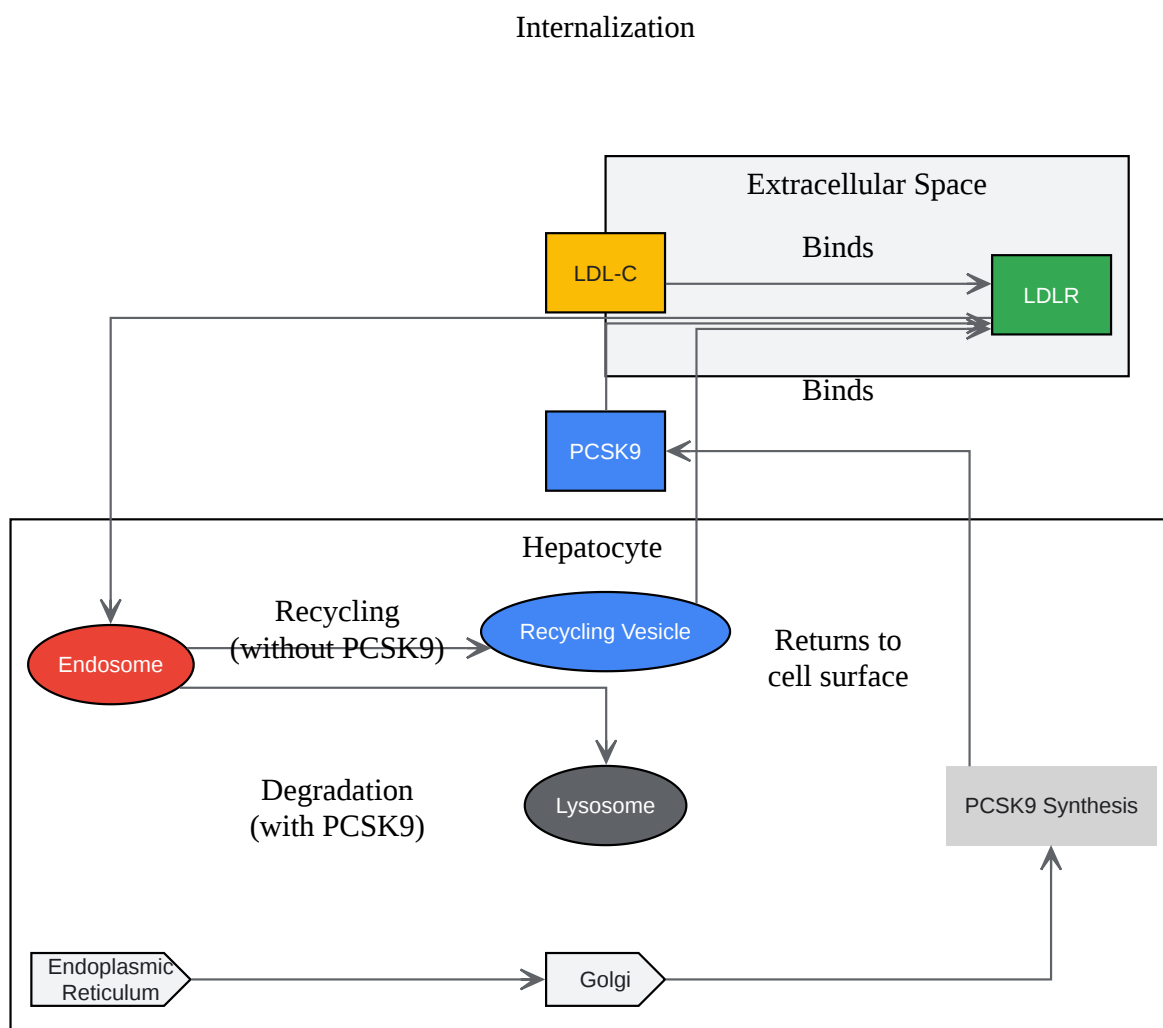 Internalization
Extracellular Space
Binds
LDL-C
LDLR
Binds
PCSK9
Hepatocyte
Recycling
(without PCSK9)
Recycling Vesicle
Returns to
cell surface
Endosome
Degradation
(with PCSK9)
Lysosome
PCSK9 Synthesis
Endoplasmic
Reticulum
Golgi